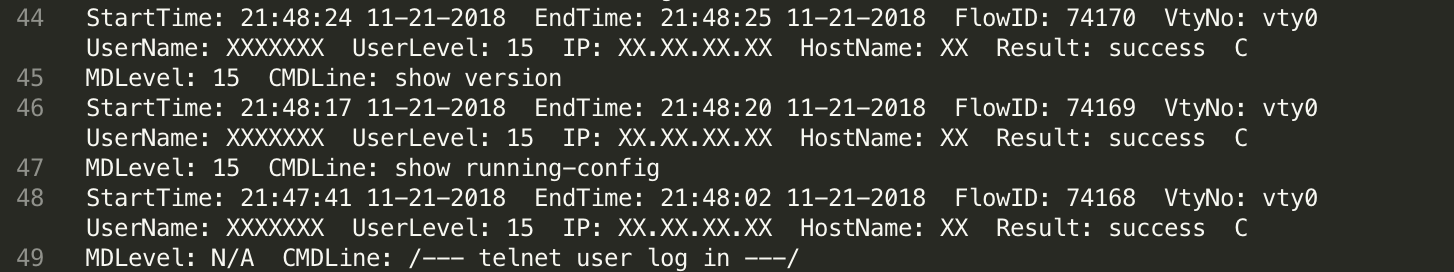 44 StartTime: 21:48:24 11-21-2018 EndTime: 21:48:25 11-21-2018 FlowID: 74170 VtyNo: vty0
UserName: XXXXXXX UserLevel: 15 IP: XX.XX.XX.XX HostName: XX Result: success C
45 MDLevel: 15 CMDLine: show version
46 StartTime: 21:48:17 11-21-2018 EndTime: 21:48:20 11-21-2018 FlowID: 74169 VtyNo: vty0
UserName: XXXXXXX UserLevel: 15 IP: XX.XX.XX.XX HostName: XX Result: success C
47 MDLevel: 15 CMDLine: show running-config
48 StartTime: 21:47:41 11-21-2018 EndTime: 21:48:02 11-21-2018 FlowID: 74168 VtyNo: vty0
UserName: XXXXXXX UserLevel: 15 IP: XX.XX.XX.XX HostName: XX Result: success C
49 MDLevel: N/A CMDLine: /--- telnet user log in ---/